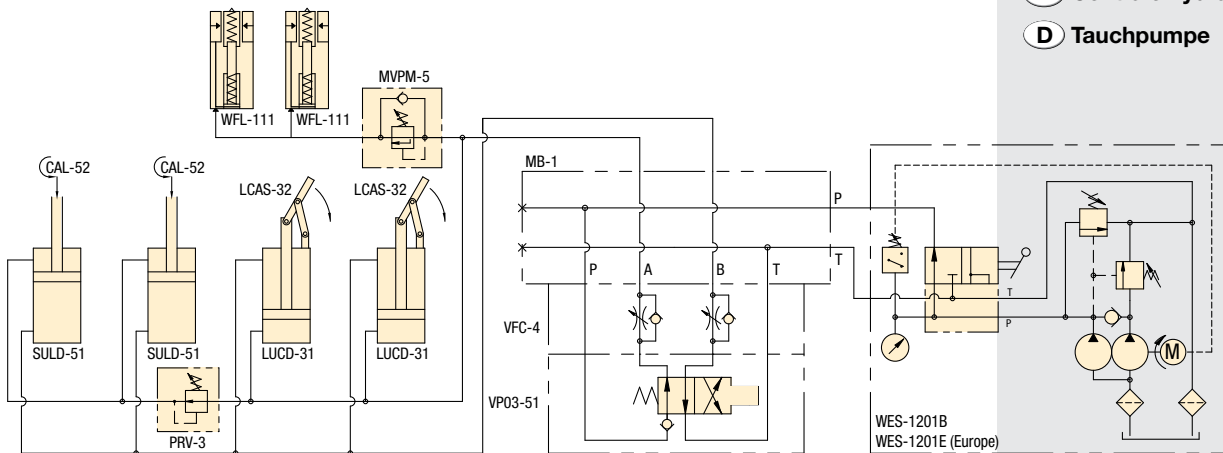 D Tauchpumpe
WFL-111 WFL-111
MVPM-5
CAL-52 CAL-52
LCAS-32 LCAS-32
MB-1
P
T
P A B T
T
P
SULD-51 SULD-51 LUCD-31 LUCD-31
PRV-3
VFC-4
VP03-51
M
WES-1201B
WES-1201E (Europe)